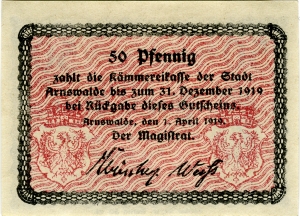 50 Pfennig
zahlt die Kämmereikasse der Stadt
Arnswalde bis zum 31. Dezember 1919
bei Rückgabe dieses Gutscheins.
Arnswalde, den 1. April 1919.
Der Magistrat.